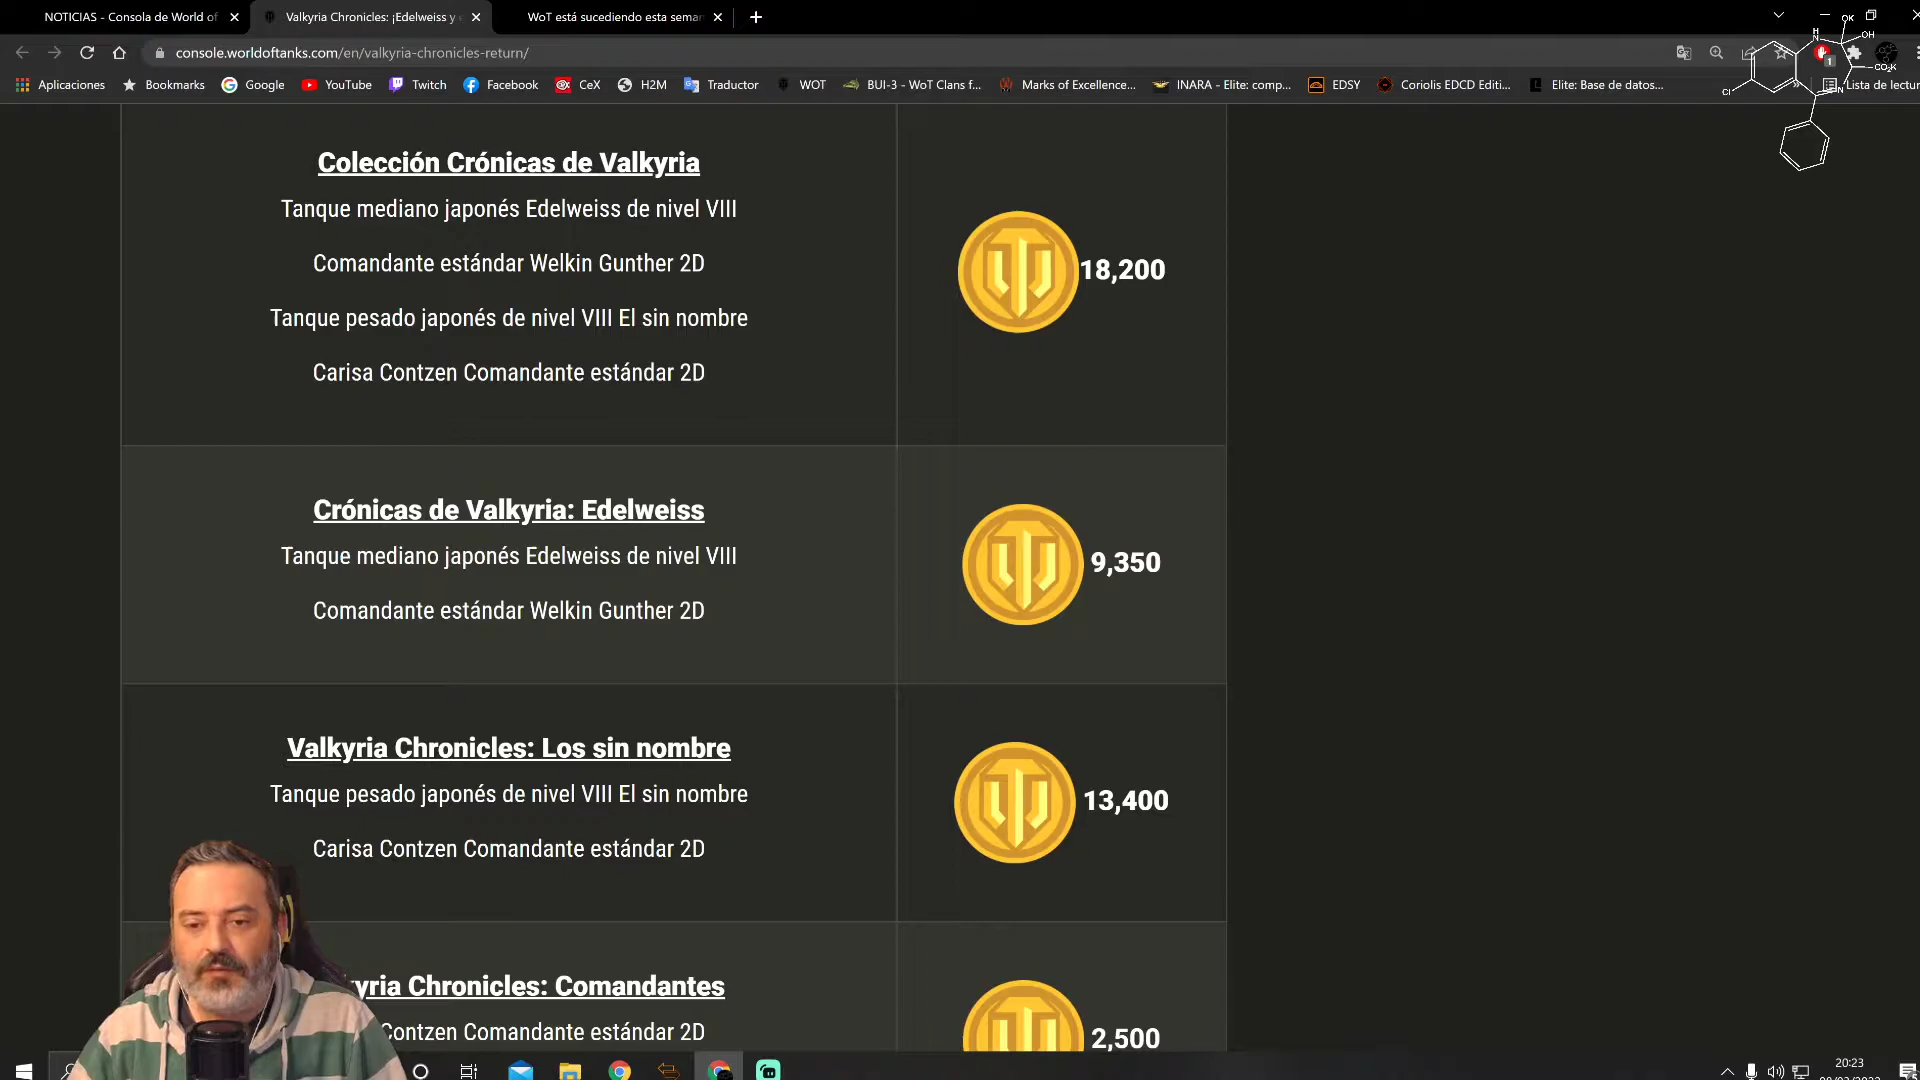 NOTICIAS - Consola de World of
Valkyria Chronicles: ¡Edelweiss y
WoT está sucediendo esta sema
console.worldoftanks.com/en/valkyria-chronicles-return/
Aplicaciones
Bookmarks
Google
YouTube
Twitch
Facebook
CeX
H2M
Traductor
WOT
BUI-3 - WoT Clans f...
Marks of Excellence...
INARA - Elite: comp...
EDSY
Coriolis EDCD Editi...
Elite: Base de datos...
Lista de lectur
OK
OH
H
N
CO₂K
N
Cl
1
Colección Crónicas de Valkyria
Tanque mediano japonés Edelweiss de nivel VIII
Comandante estándar Welkin Gunther 2D
Tanque pesado japonés de nivel VIII El sin nombre
Carisa Contzen Comandante estándar 2D
18,200
Crónicas de Valkyria: Edelweiss
Tanque mediano japonés Edelweiss de nivel VIII
Comandante estándar Welkin Gunther 2D
9,350
Valkyria Chronicles: Los sin nombre
Tanque pesado japonés de nivel VIII El sin nombre
Carisa Contzen Comandante estándar 2D
13,400
yria Chronicles: Comandantes
Contzen Comandante estándar 2D
2,500
20:23